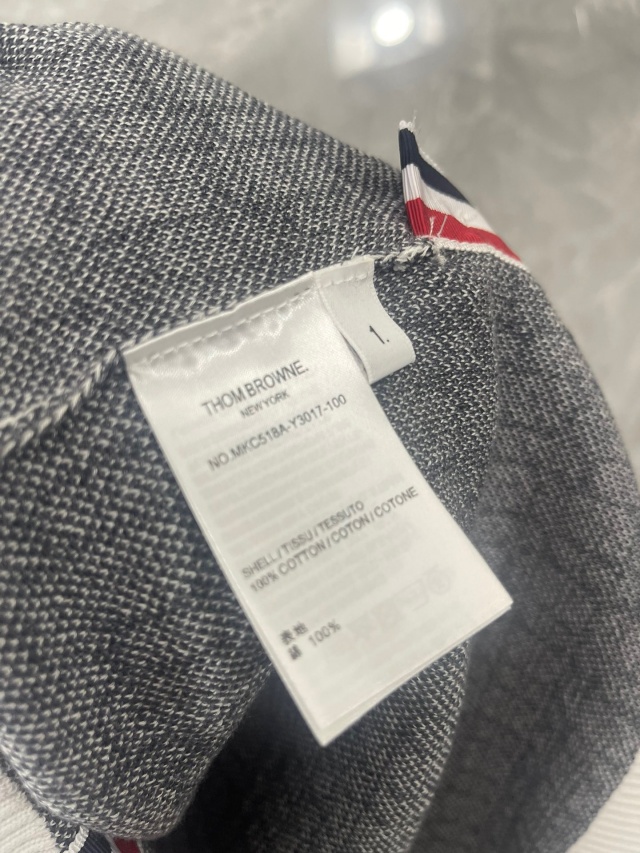 THOM BROWNE.
NEW YORK
NO.MKC518A-Y3017-100
SHELL/TISSU/TESSUTO
100% COTTON/COTON/COTONE
表地
綿 100%
1.